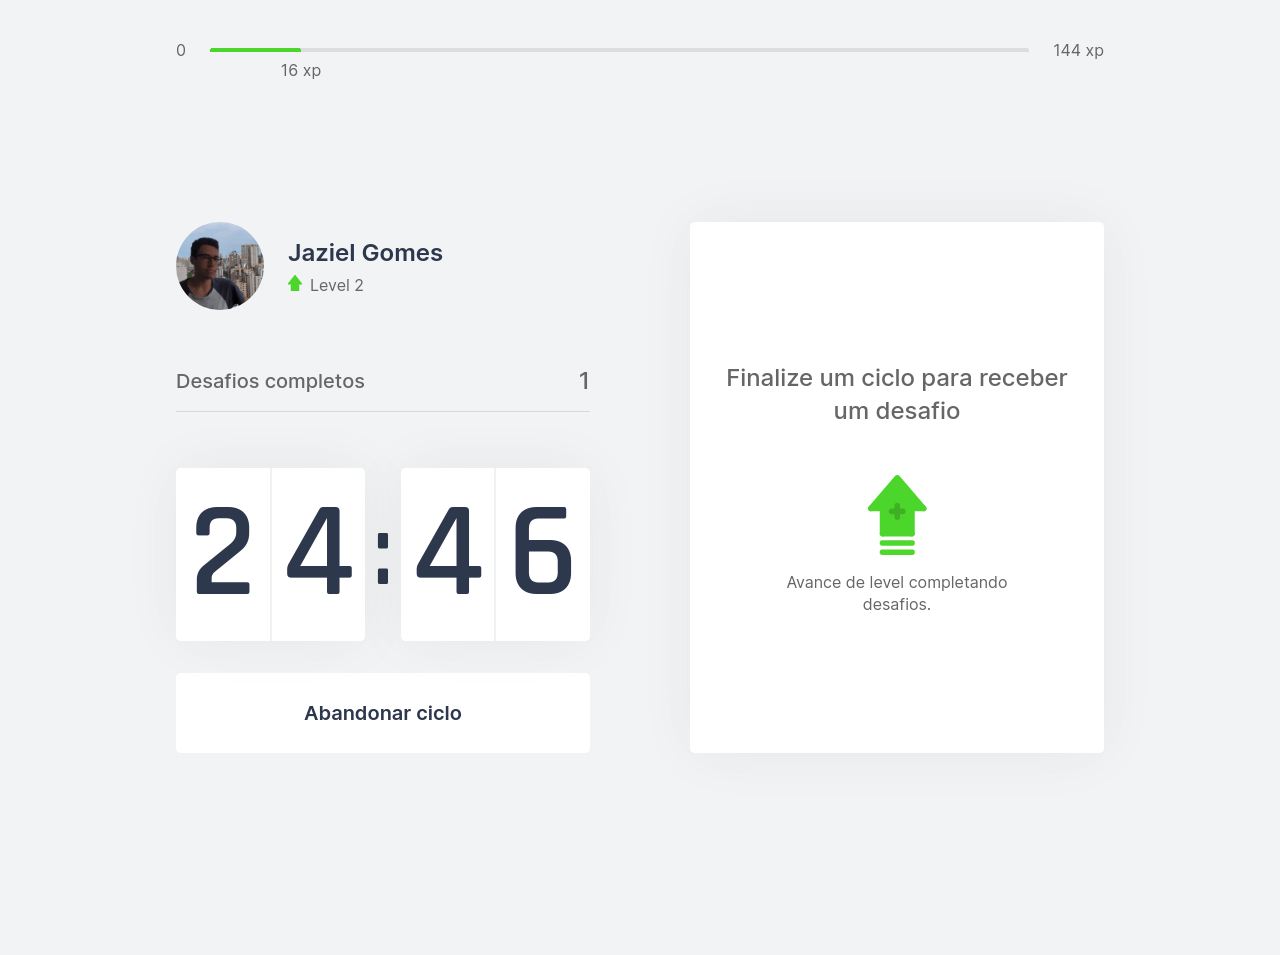 0
144 xp
16 xp
Jaziel Gomes
Level 2
Desafios completos
1
24:46
Abandonar ciclo
Finalize um ciclo para receber
um desafio
Avance de level completando
desafios.